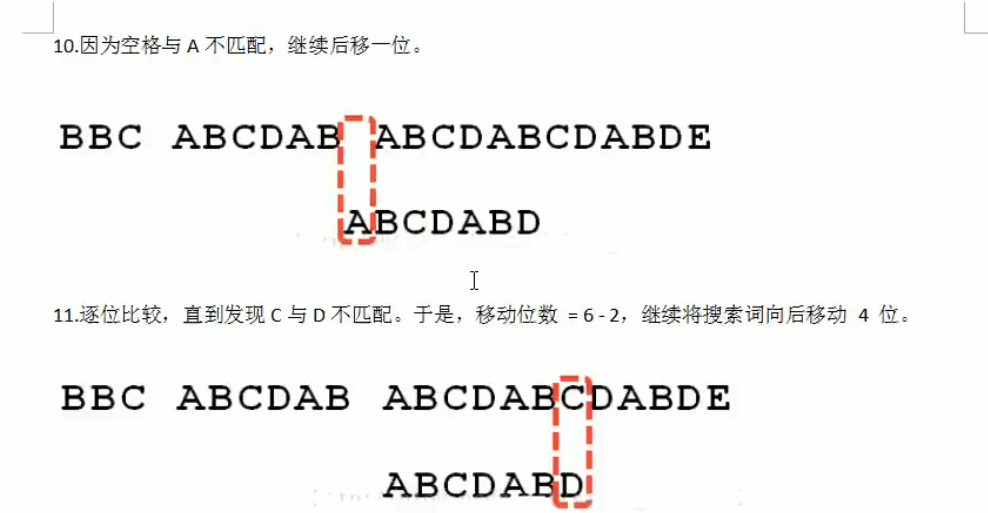 10.因为空格与 A 不匹配，继续后移一位。
BBC ABCDAB ABCDABCDABDE
ABCDABD
11.逐位比较，直到发现 C 与 D 不匹配。于是，移动位数 = 6 - 2，继续将搜索词向后移动 4 位。
BBC ABCDAB ABCDABCDABDE
ABCDABD